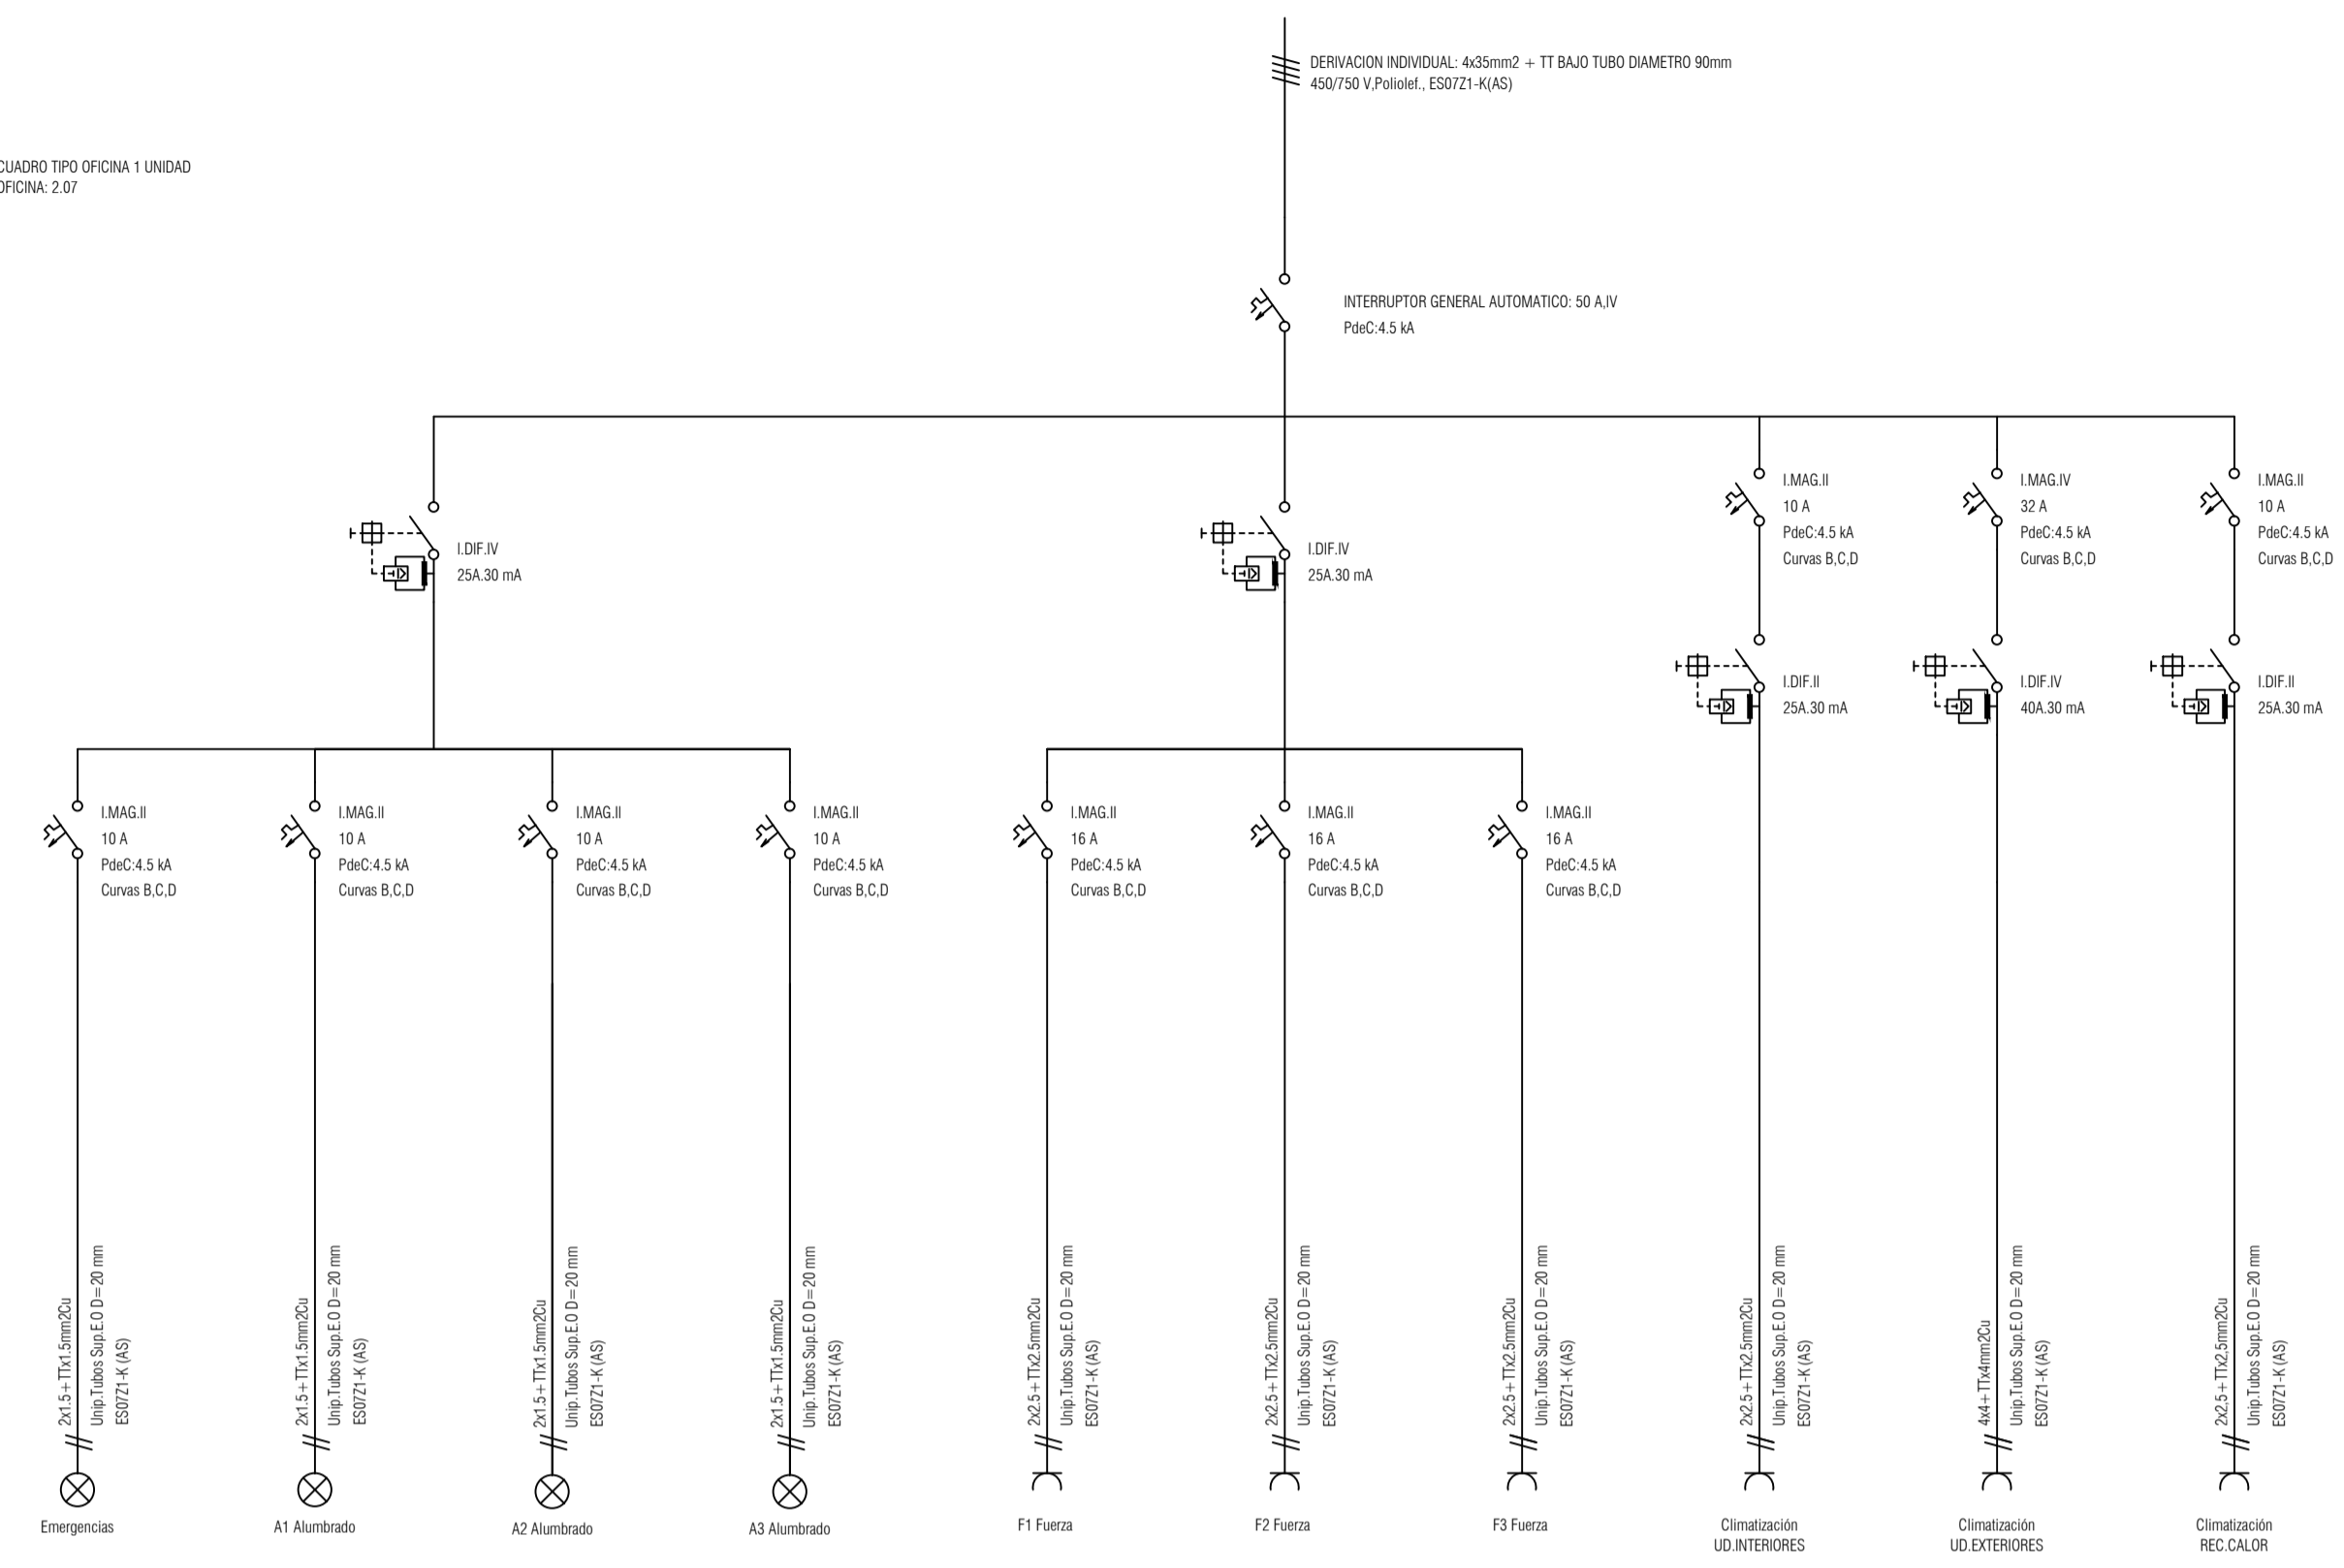 DERIVACION INDIVIDUAL: 4x35mm2 + TT BAJO TUBO DIAMETRO 90mm
450/750 V,Poliolef., ES07Z1-K(AS)
CUADRO TIPO OFICINA 1 UNIDAD
OFICINA: 2.07
INTERRUPTOR GENERAL AUTOMATICO: 50 A,IV
PdeC:4.5 kA
I.DIF.IV
25A.30 mA
I.DIF.IV
25A.30 mA
I.MAG.II
10 A
PdeC:4.5 kA
Curvas B,C,D
I.MAG.IV
32 A
PdeC:4.5 kA
Curvas B,C,D
I.MAG.II
10 A
PdeC:4.5 kA
Curvas B,C,D
I.DIF.II
25A.30 mA
I.DIF.IV
40A.30 mA
I.DIF.II
25A.30 mA
I.MAG.II
10 A
PdeC:4.5 kA
Curvas B,C,D
I.MAG.II
10 A
PdeC:4.5 kA
Curvas B,C,D
I.MAG.II
10 A
PdeC:4.5 kA
Curvas B,C,D
I.MAG.II
10 A
PdeC:4.5 kA
Curvas B,C,D
I.MAG.II
16 A
PdeC:4.5 kA
Curvas B,C,D
I.MAG.II
16 A
PdeC:4.5 kA
Curvas B,C,D
I.MAG.II
16 A
PdeC:4.5 kA
Curvas B,C,D
2x1.5+TTx1.5mm2Cu
Unip.Tubos Sup.E.O D=20 mm
ES07Z1-K (AS)
2x1.5+TTx1.5mm2Cu
Unip.Tubos Sup.E.O D=20 mm
ES07Z1-K (AS)
2x1.5+TTx1.5mm2Cu
Unip.Tubos Sup.E.O D=20 mm
ES07Z1-K (AS)
2x1.5+TTx1.5mm2Cu
Unip.Tubos Sup.E.O D=20 mm
ES07Z1-K (AS)
2x2.5+TTx2.5mm2Cu
Unip.Tubos Sup.E.O D=20 mm
ES07Z1-K (AS)
2x2.5+TTx2.5mm2Cu
Unip.Tubos Sup.E.O D=20 mm
ES07Z1-K (AS)
2x2.5+TTx2.5mm2Cu
Unip.Tubos Sup.E.O D=20 mm
ES07Z1-K (AS)
2x2.5+TTx2.5mm2Cu
Unip.Tubos Sup.E.O D=20 mm
ES07Z1-K (AS)
4x4+TTx4mm2Cu
Unip.Tubos Sup.E.O D=20 mm
ES07Z1-K (AS)
2x2,5+TTx2,5mm2Cu
Unip.Tubos Sup.E.O D=20 mm
ES07Z1-K (AS)
Emergencias
A1 Alumbrado
A2 Alumbrado
A3 Alumbrado
F1 Fuerza
F2 Fuerza
F3 Fuerza
Climatización
UD.INTERIORES
Climatización
UD.EXTERIORES
Climatización
REC.CALOR